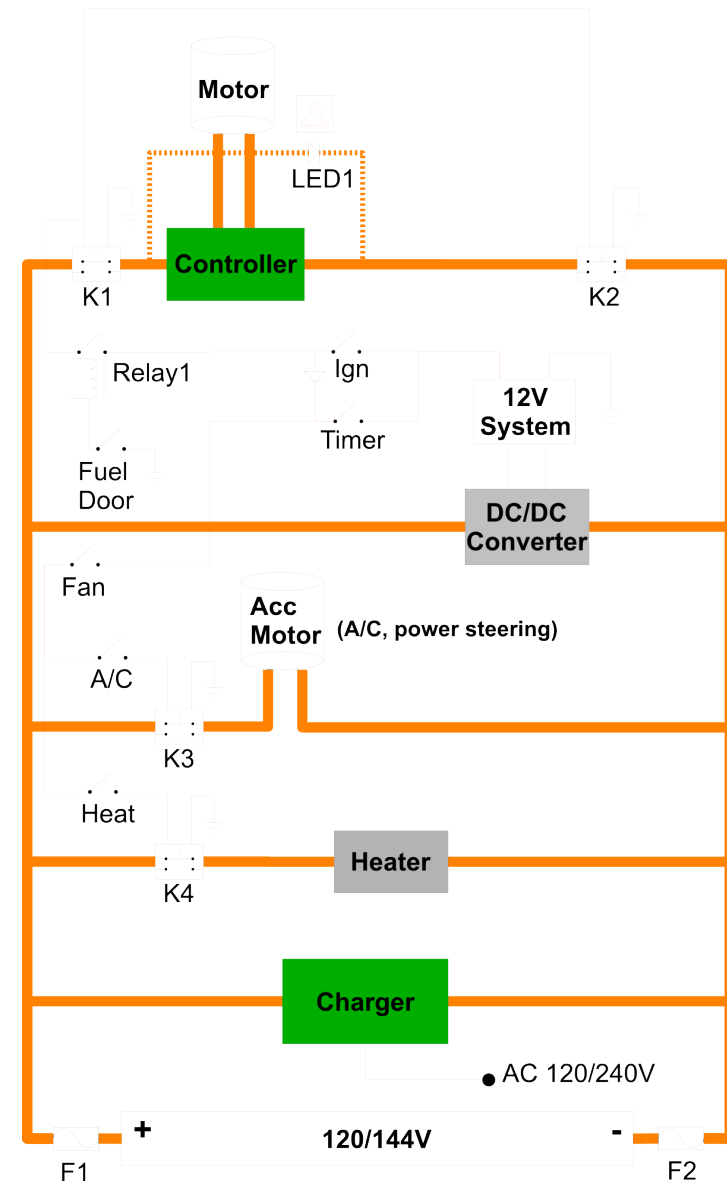 Motor
LED1
Controller
K1
K2
Relay1
Ign
12V
System
Timer
Fuel
Door
DC/DC
Converter
Fan
Acc
Motor
(A/C, power steering)
A/C
K3
Heat
Heater
K4
Charger
AC 120/240V
+
120/144V
-
F1
F2